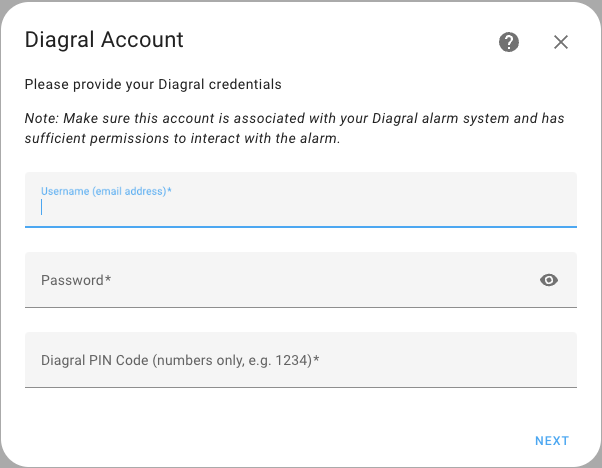 Diagral Account
Please provide your Diagral credentials
Note: Make sure this account is associated with your Diagral alarm system and has
sufficient permissions to interact with the alarm.
Username (email address)*
Password*
Diagral PIN Code (numbers only, e.g. 1234)*
NEXT